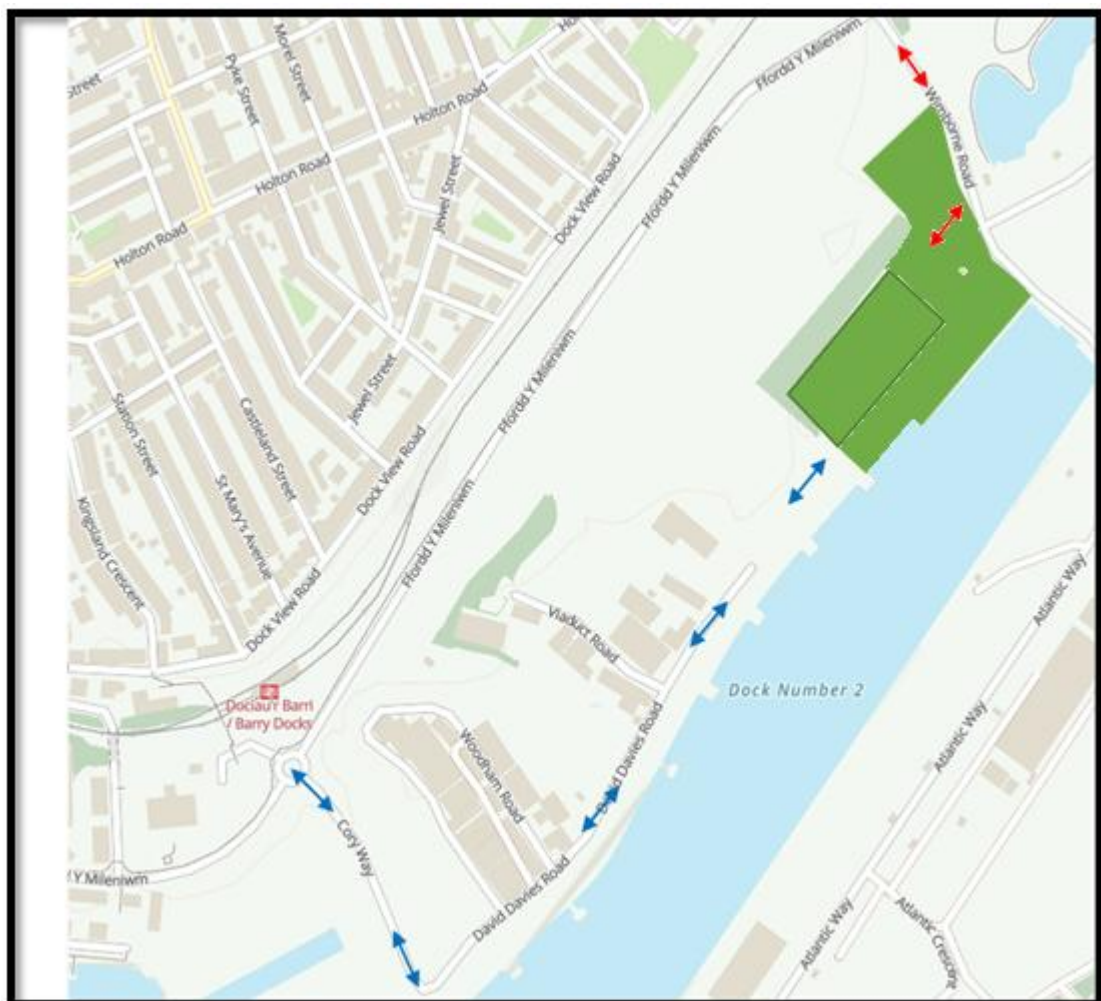 Street
Pyke Street
Morel Street
Holton Road
Ffordd Y Mileniwm
Wimborne Road
Holton Road
Jewel Street
Dock View Road
Ffordd Y Mileniwm
Holton Road
Jewel Street
Ffordd Y Mileniwm
Station Street
Castleland Street
St Mary's Avenue
Dock View Road
Kingsland Crescent
Ffordd Y Mileniwm
Dock View Road
Viaduct Road
Atlantic Way
Dock Number 2
Dociau'r Barri
/ Barry Docks
Woodham Road
David Davies Road
Atlantic Way
Cory Way
Y Mileniwm
David Davies Road
Atlantic Way
Atlantic Crescent